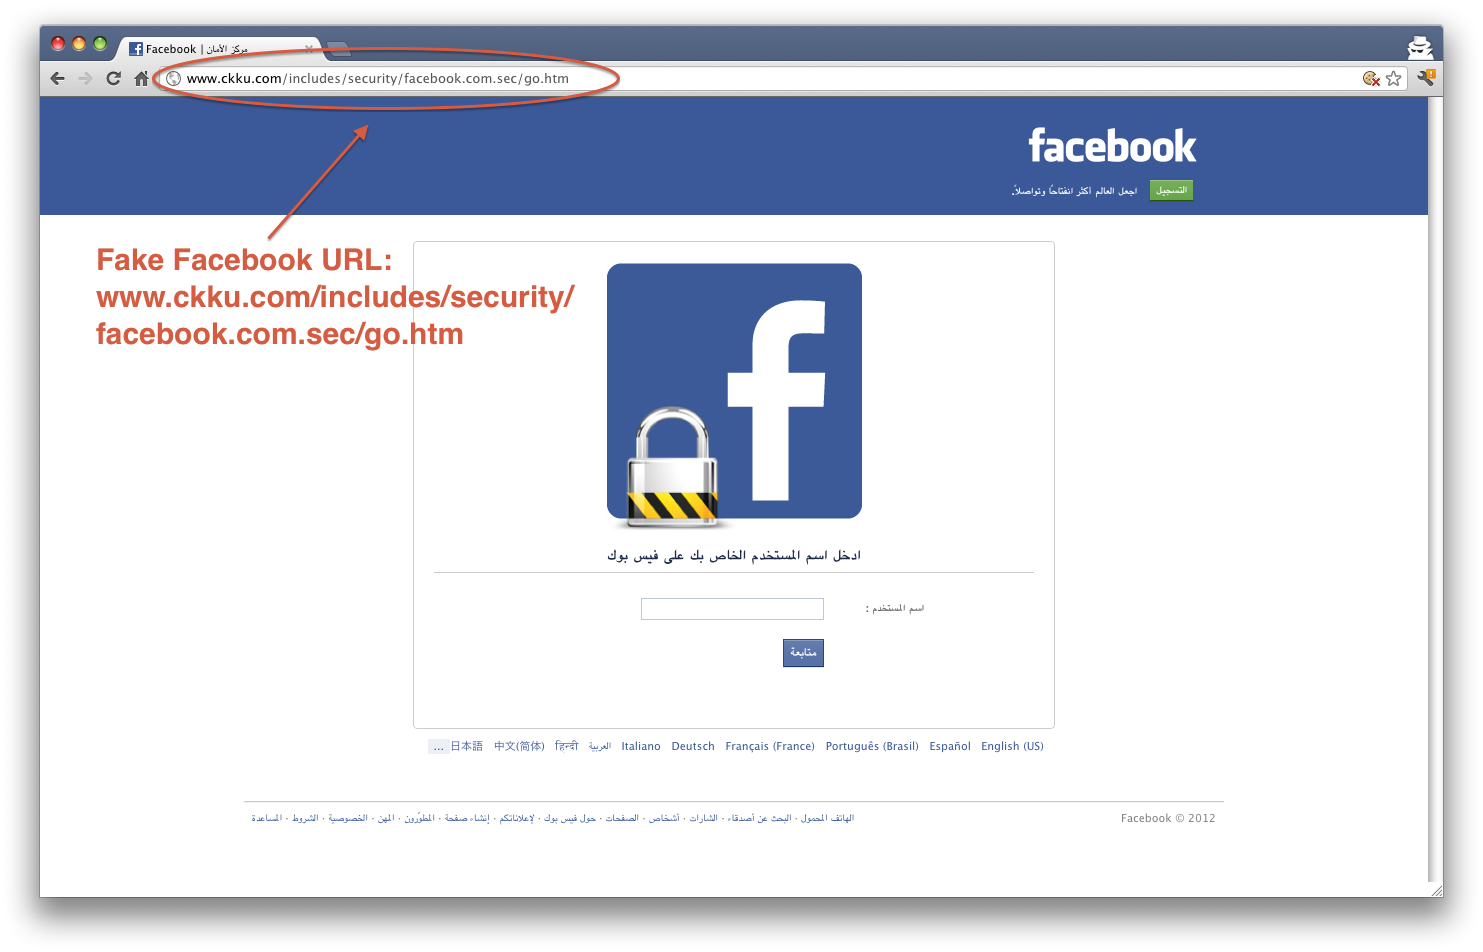 مركز الأمان | Facebook
www.ckku.com/includes/security/facebook.com.sec/go.htm
facebook
اجعل العالم أكثر انفتاحًا وتواصلاً.
التسجيل
Fake Facebook URL:
www.ckku.com/includes/security/
facebook.com.sec/go.htm
ادخل اسم المستخدم الخاص بك على فيس بوك
اسم المستخدم :
متابعة
... 日本語 中文(简体) हिन्दी العربية Italiano Deutsch Français (France) Português (Brasil) Español English (US)
الهاتف المحمول · البحث عن أصدقاء · الشارات · أشخاص · الصفحات · حول فيس بوك · لإعلاناتكم · إنشاء صفحة · المطوّرون · المهن · الخصوصية · الشروط · المساعدة
Facebook © 2012